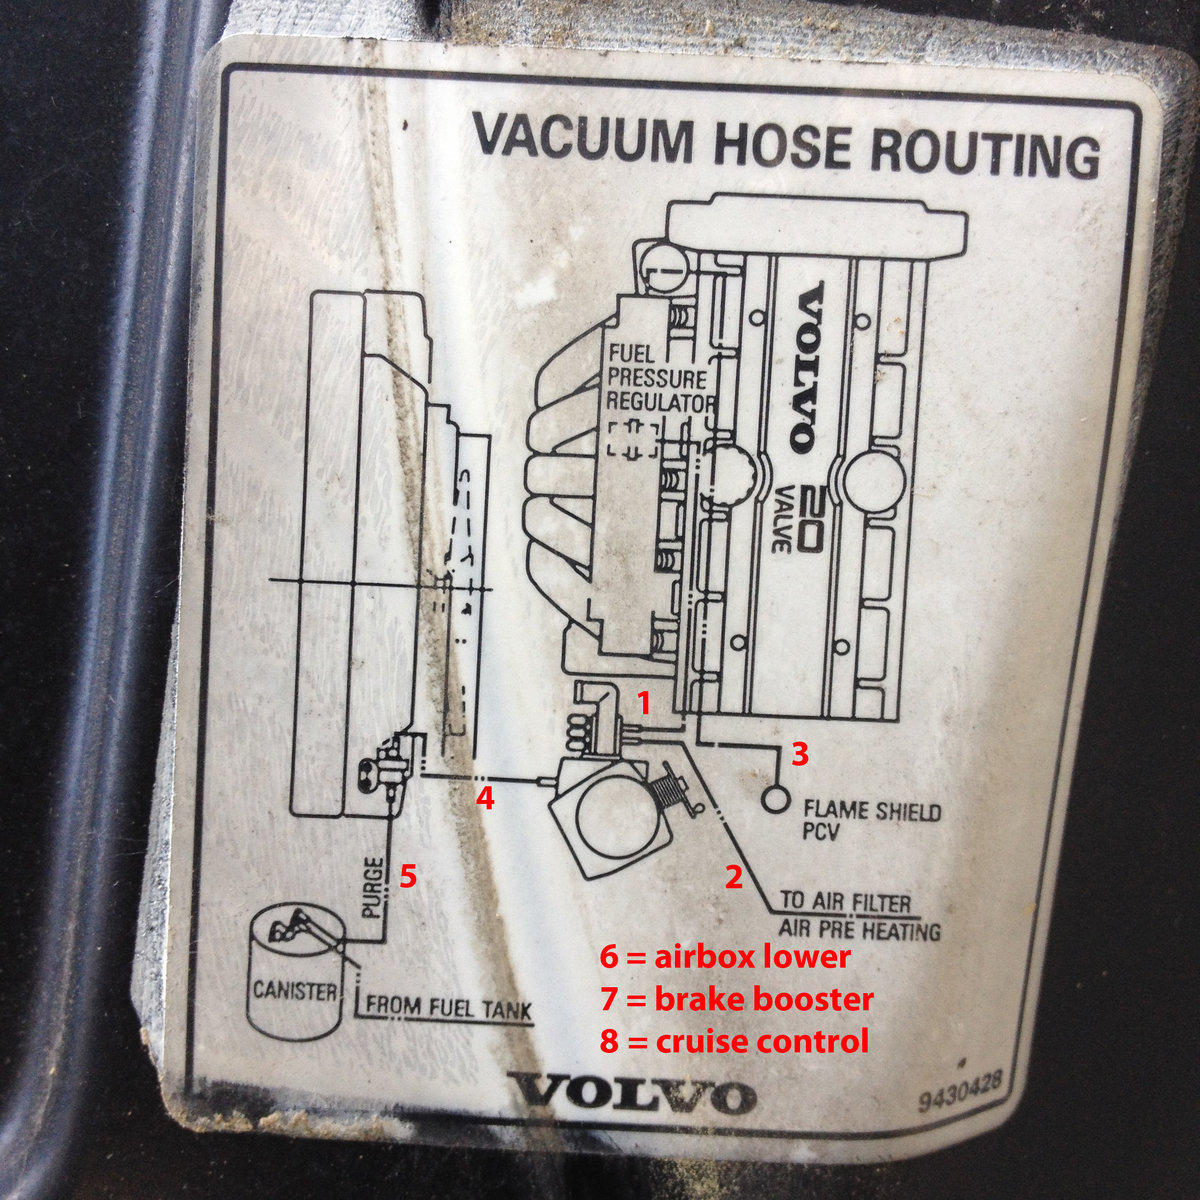 VACUUM HOSE ROUTING
VOLVO
20
VALVE
FUEL
PRESSURE
REGULATOR
1
3
4
FLAME SHIELD
PCV
5
PURGE
2
TO AIR FILTER
AIR PRE HEATING
CANISTER
FROM FUEL TANK
6 = airbox lower
7 = brake booster
8 = cruise control
VOLVO
9430428